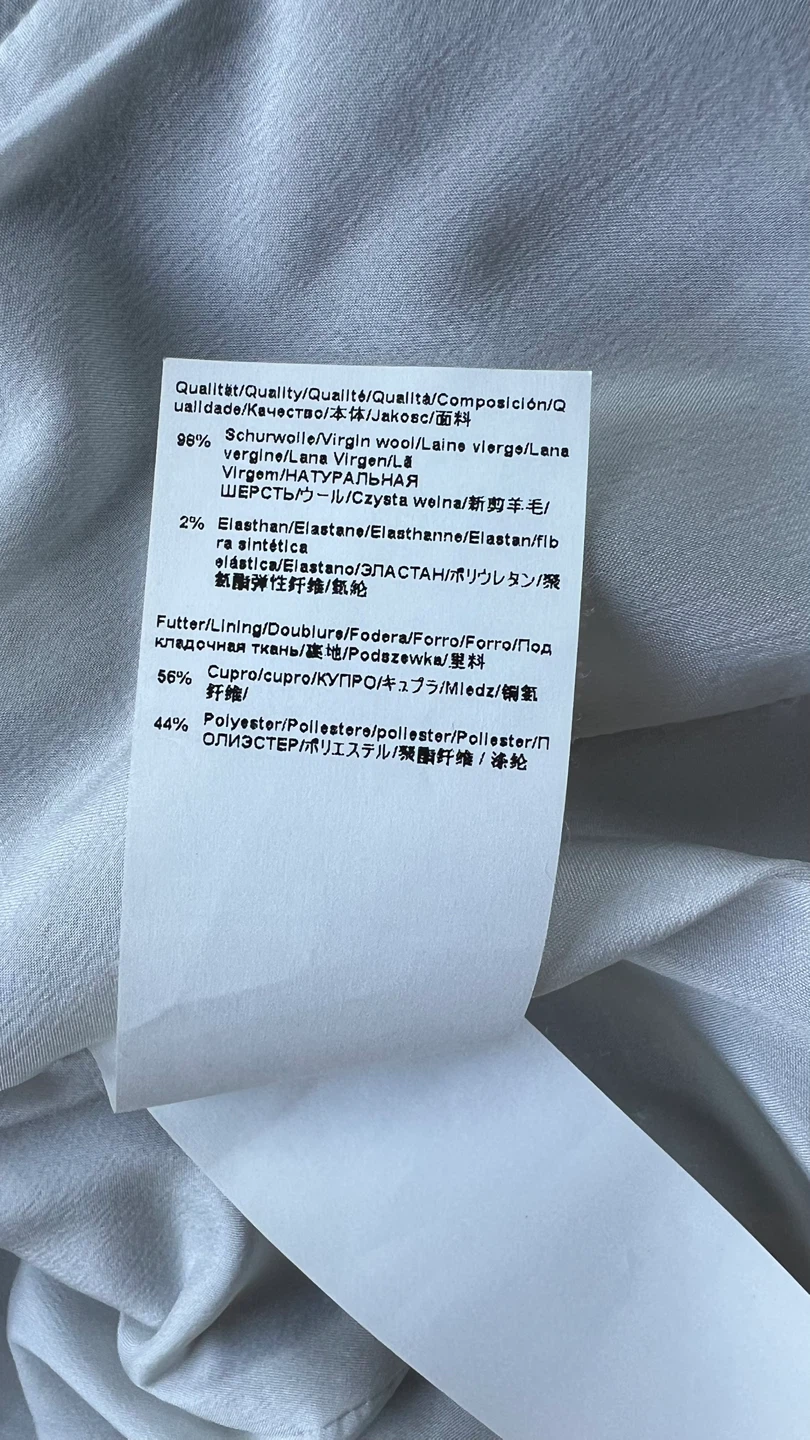 Qualität/Quality/Qualité/Qualità/Composición/Q
ualidade/Качество/本体/Jakosc/面料
98% Schurwolle/Virgin wool/Laine vierge/Lana
vergine/Lana Virgen/Lã
Virgem/НАТУРАЛЬНАЯ
ШЕРСТЬ/ウール/Czysta welna/新剪羊毛/
2% Elasthan/Elastane/Elasthanne/Elastan/fib
ra sintética
elástica/Elastano/ЭЛАСТАН/ポリウレタン/聚
氨酯弹性纤维/氨纶
Futter/Lining/Doublure/Fodera/Forro/Forro/Под
кладочная ткань/裏地/Podszewka/里料
56% Cupro/cupro/КУПРО/キュプラ/Miedz/铜氨
纤维/
44% Polyester/Poliestere/poliester/Poliester/П
ОЛИЭСТЕР/ポリエステル/聚酯纤维 / 涤纶